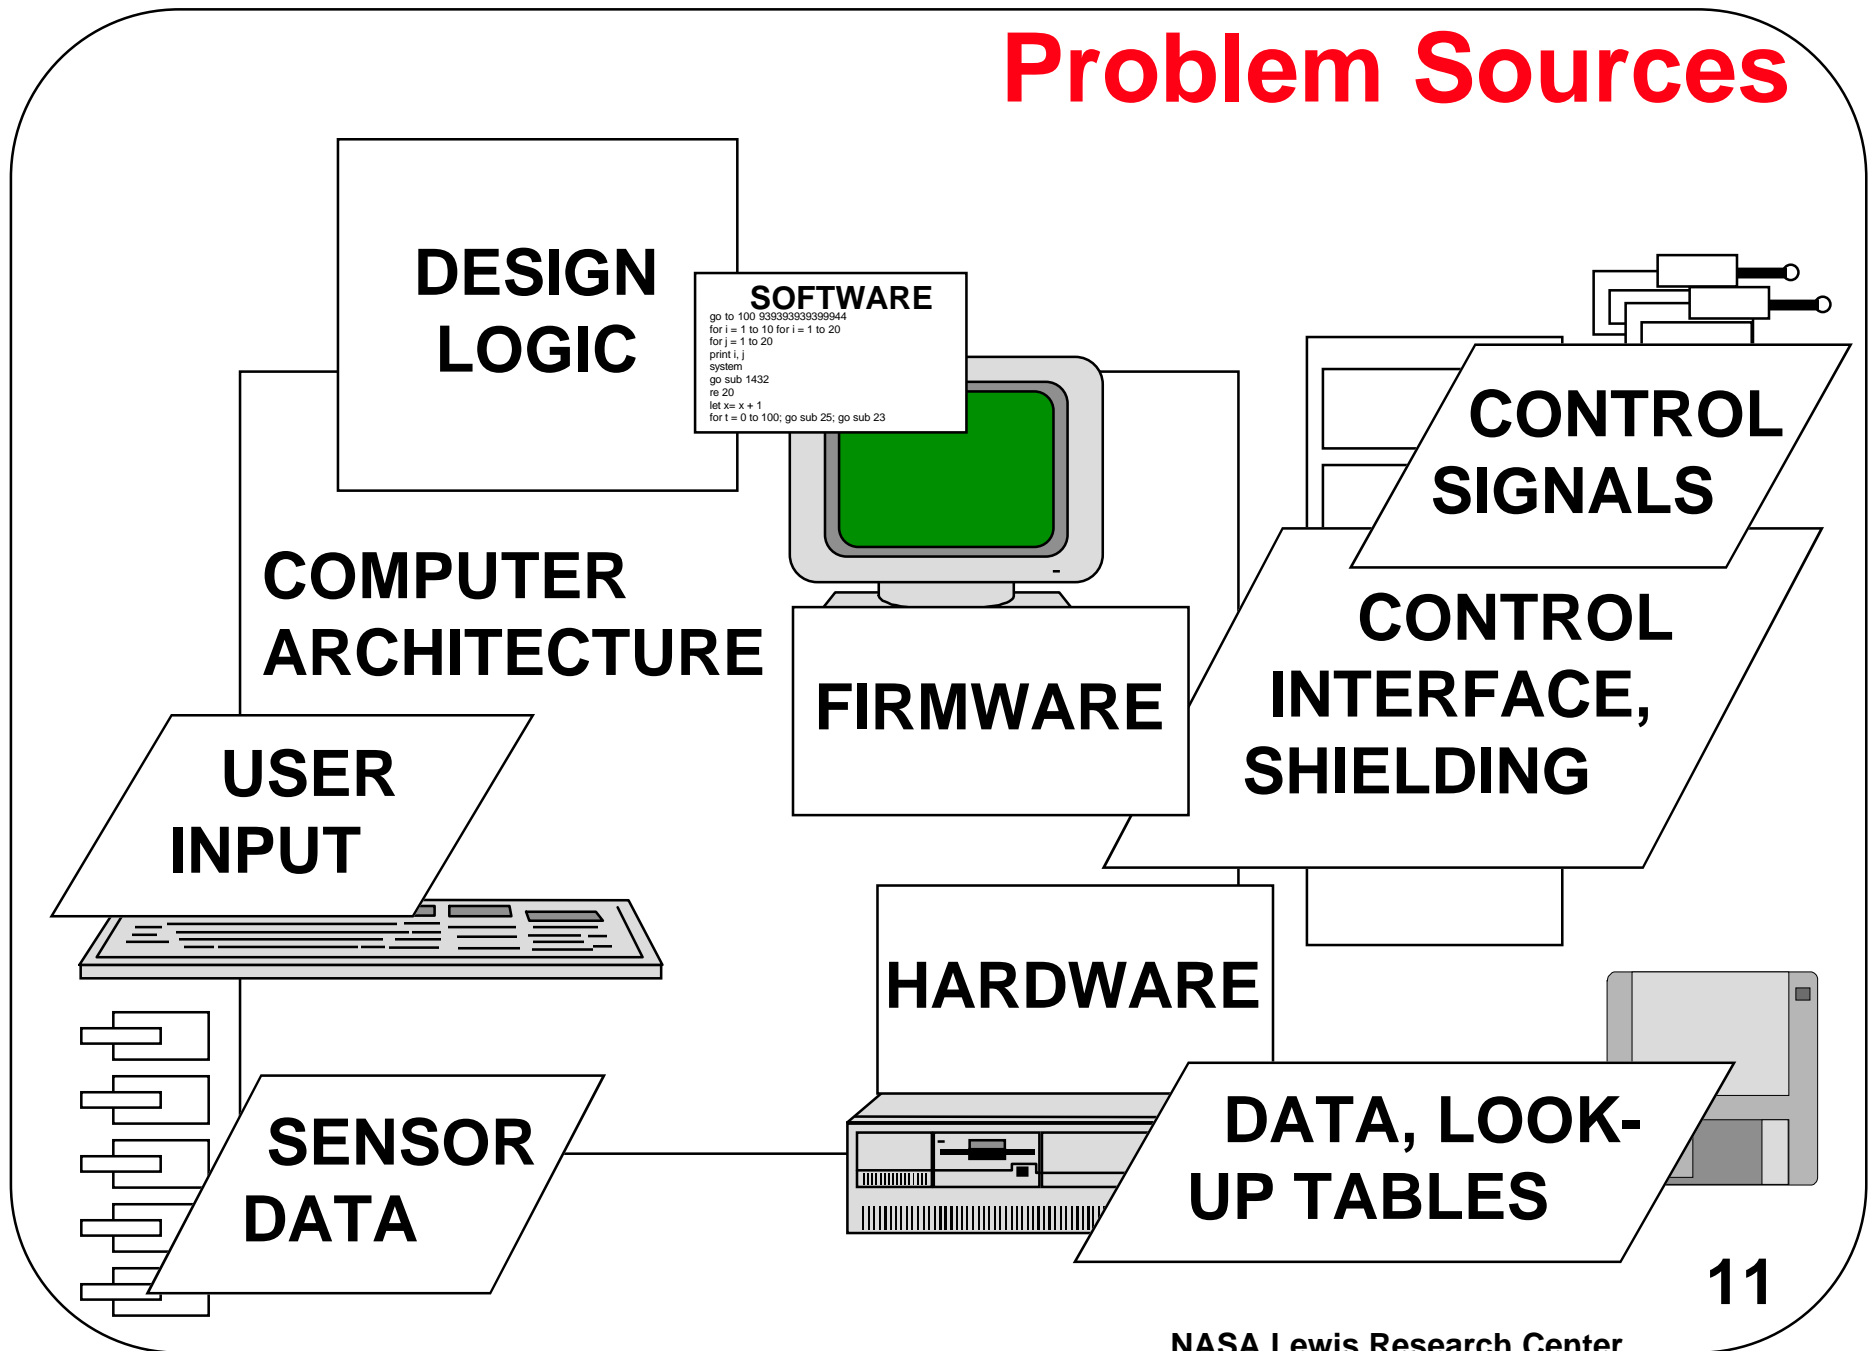 Problem Sources
DESIGN
LOGIC
SOFTWARE
go to 100 939393939399944
for i = 1 to 10 for i = 1 to 20
for j = 1 to 20
print i, j
system
go sub 1432
re 20
let x= x + 1
for t = 0 to 100; go sub 25; go sub 23
CONTROL
SIGNALS
COMPUTER
ARCHITECTURE
CONTROL
INTERFACE,
SHIELDING
FIRMWARE
USER
INPUT
HARDWARE
SENSOR
DATA
DATA, LOOK-
UP TABLES
11
NASA Lewis Research Center